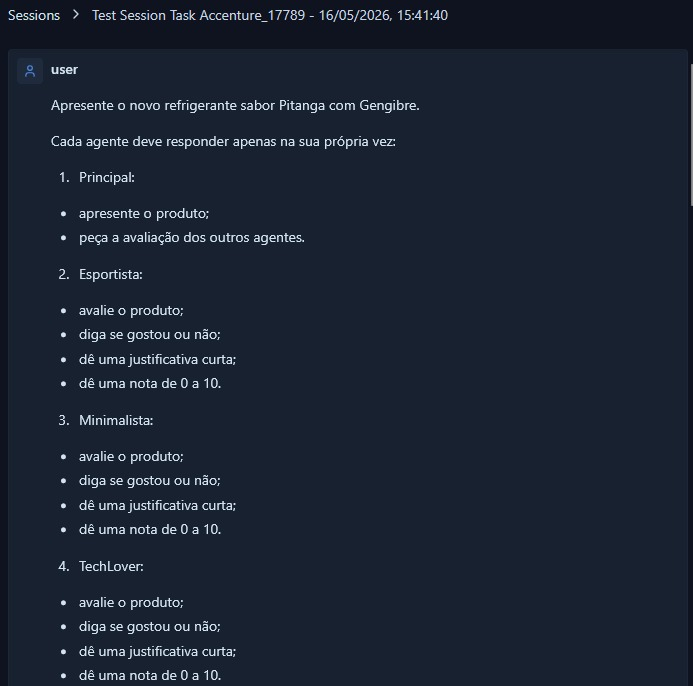 Sessions > Test Session Task Accenture_17789 - 16/05/2026, 15:41:40
user
Apresente o novo refrigerante sabor Pitanga com Gengibre.
Cada agente deve responder apenas na sua própria vez:
1. Principal:
• apresente o produto;
• peça a avaliação dos outros agentes.
2. Esportista:
• avalie o produto;
• diga se gostou ou não;
• dê uma justificativa curta;
• dê uma nota de 0 a 10.
3. Minimalista:
• avalie o produto;
• diga se gostou ou não;
• dê uma justificativa curta;
• dê uma nota de 0 a 10.
4. TechLover:
• avalie o produto;
• diga se gostou ou não;
• dê uma justificativa curta;
• dê uma nota de 0 a 10.